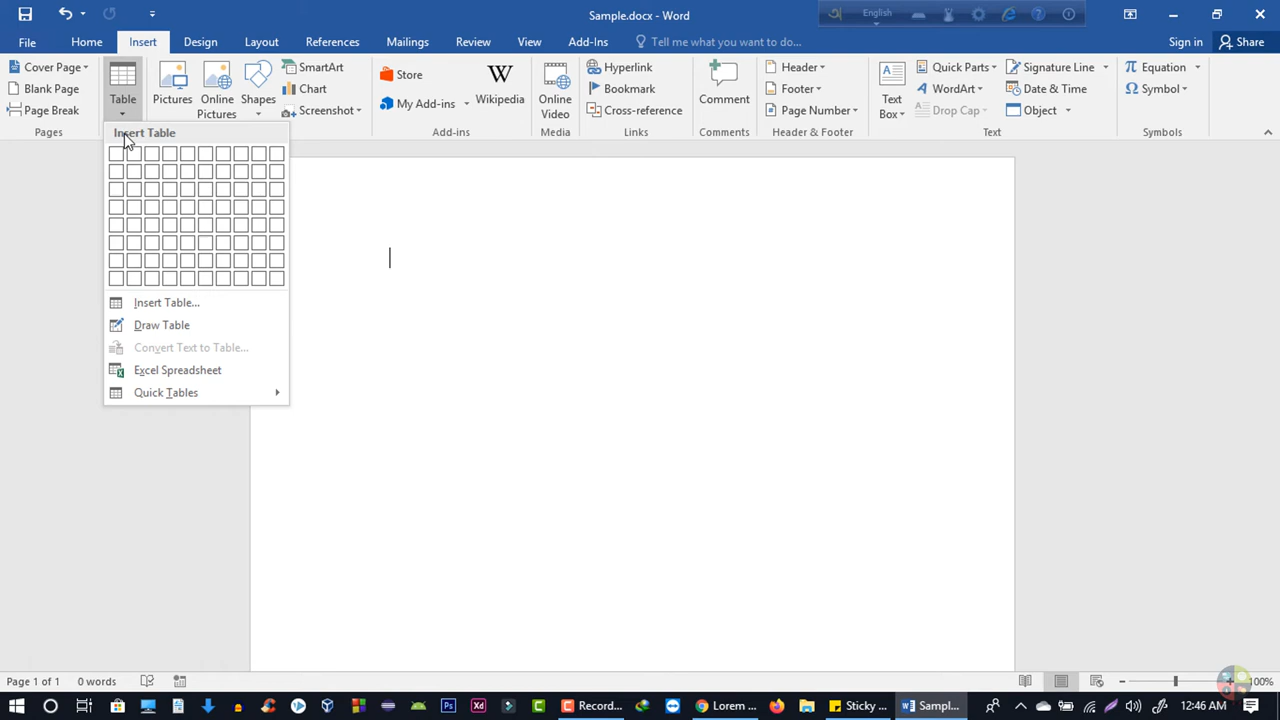 Sample.docx - Word
English
File
Home
Insert
Design
Layout
References
Mailings
Review
View
Add-Ins
Tell me what you want to do...
Sign in
Share
Cover Page
Blank Page
Page Break
Pages
Table
Pictures
Online
Pictures
Shapes
SmartArt
Chart
Screenshot
Store
My Add-ins
Wikipedia
Add-ins
Online
Video
Media
Hyperlink
Bookmark
Cross-reference
Links
Comment
Comments
Header
Footer
Page Number
Header & Footer
Text
Box
Quick Parts
WordArt
Drop Cap
Signature Line
Date & Time
Object
Text
Equation
Symbol
Symbols
Insert Table
Insert Table...
Draw Table
Convert Text to Table...
Excel Spreadsheet
Quick Tables
Page 1 of 1
0 words
100%
Record...
Lorem ...
Sticky ...
Sampl...
12:46 AM